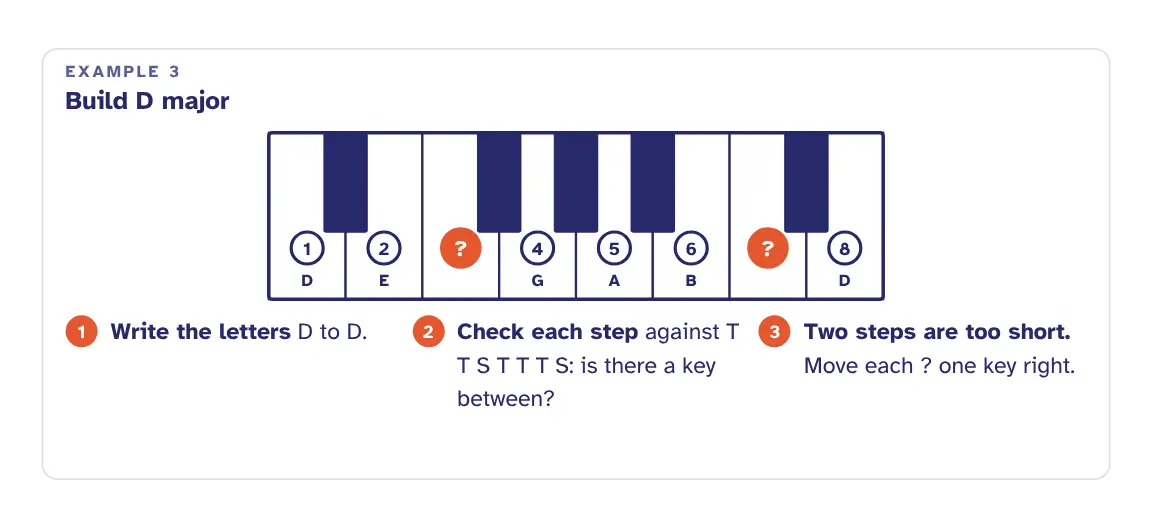 EXAMPLE 3
Build D major
1 2 ? 4 5 6 ? 8
D E G A B D
1 Write the letters D to D.
2 Check each step against T
T S T T T S: is there a key
between?
3 Two steps are too short.
Move each ? one key right.